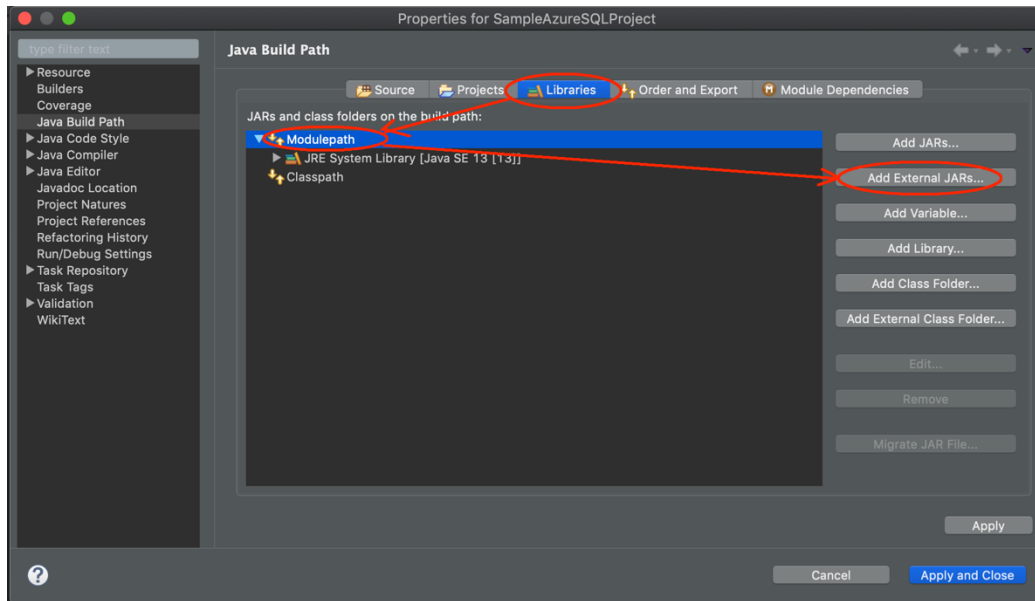 Properties for SampleAzureSQLProject
type filter text
Resource
Builders
Coverage
Java Build Path
Java Code Style
Java Compiler
Java Editor
Javadoc Location
Project Natures
Project References
Refactoring History
Run/Debug Settings
Task Repository
Task Tags
Validation
WikiText
Java Build Path
Source Projects Libraries Order and Export Module Dependencies
JARs and class folders on the build path:
Modulepath
JRE System Library [Java SE 13 [13]]
Classpath
Add JARs...
Add External JARs...
Add Variable...
Add Library...
Add Class Folder...
Add External Class Folder...
Edit...
Remove
Migrate JAR File...
Apply
?
Cancel Apply and Close